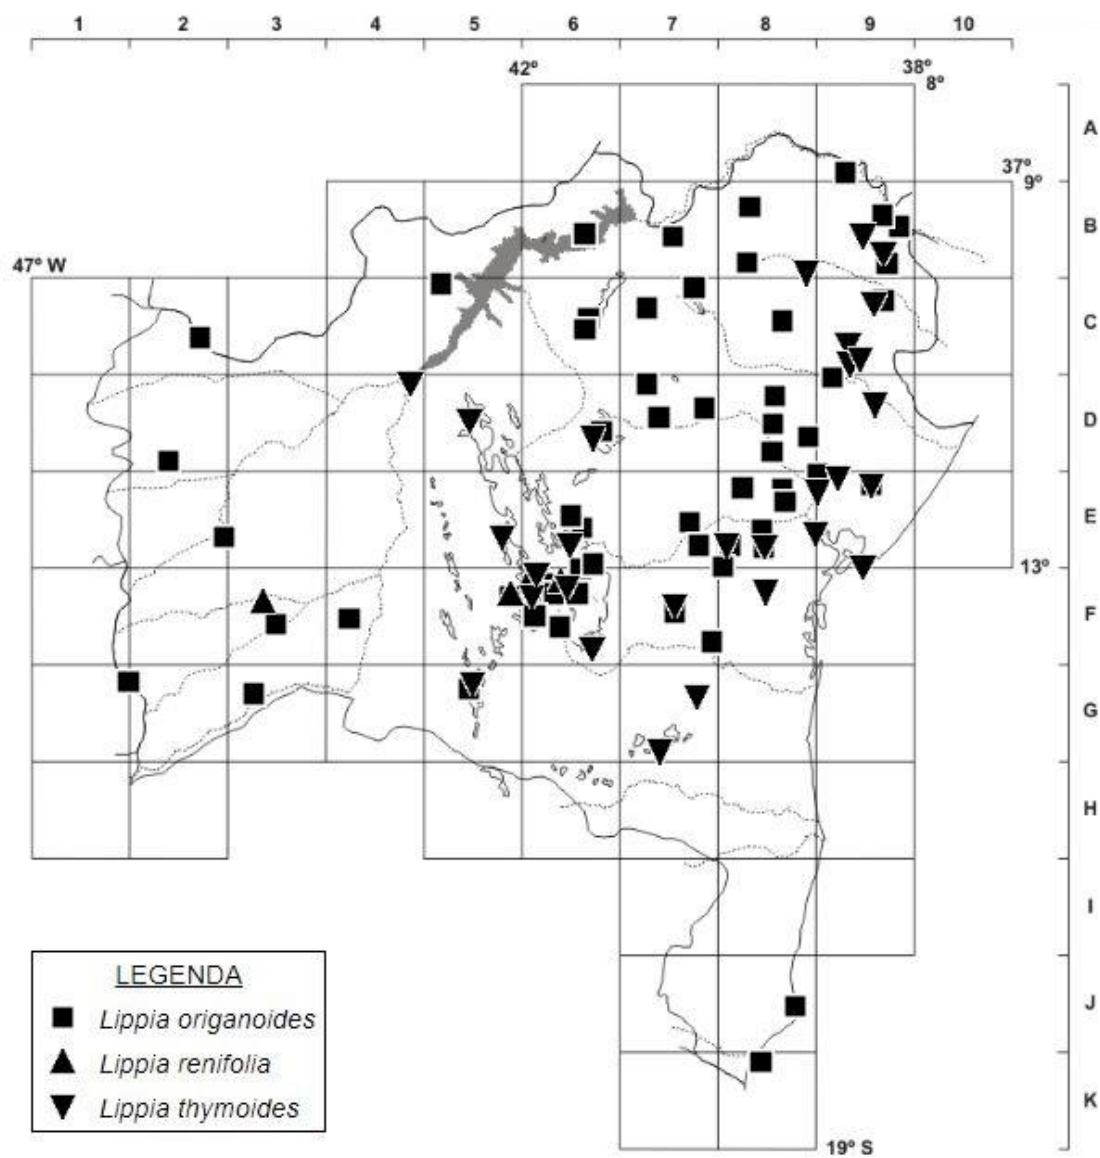 1 2 3 4 5 6 7 8 9 10
42º 38º
8º
A
37º
9º
B
47º W
C
D
E
13º
F
G
H
I
LEGENDA
Lippia origanoides
J
Lippia renifolia
Lippia thymoides
K
19º S